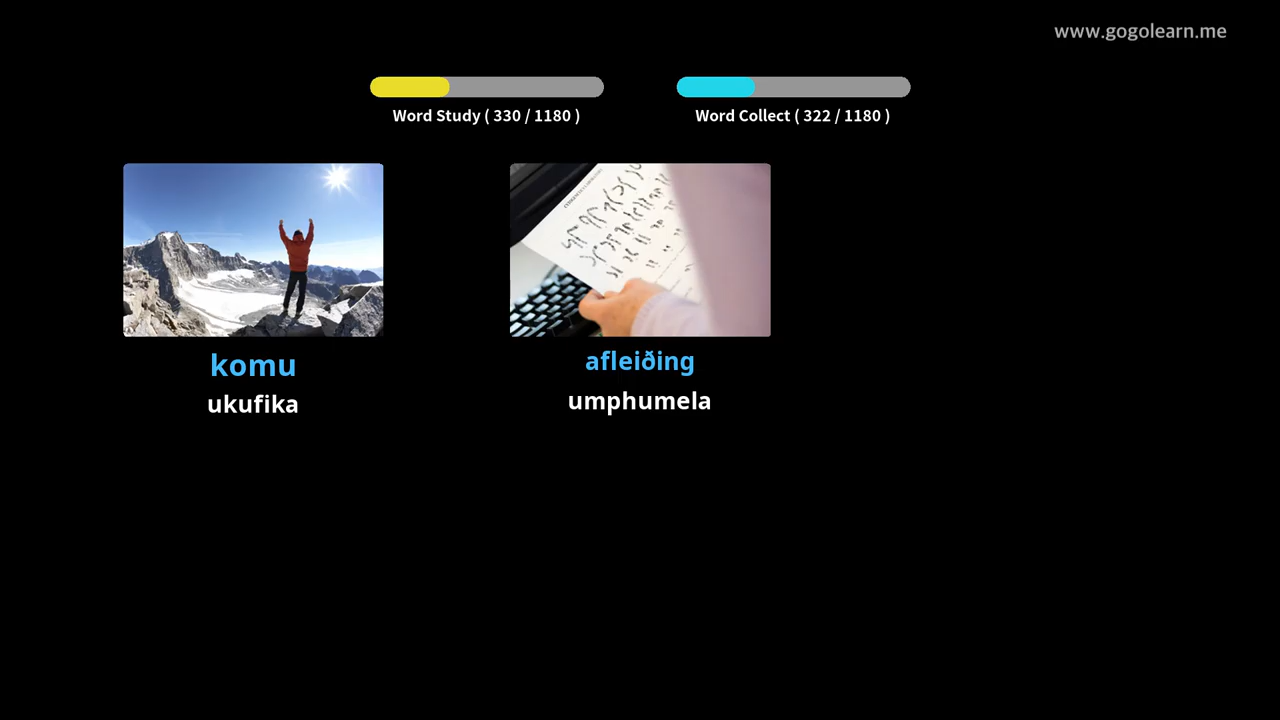 www.gogolearn.me
Word Study ( 330 / 1180 )
Word Collect ( 322 / 1180 )
komu
ukufika
afleiðing
umphumela